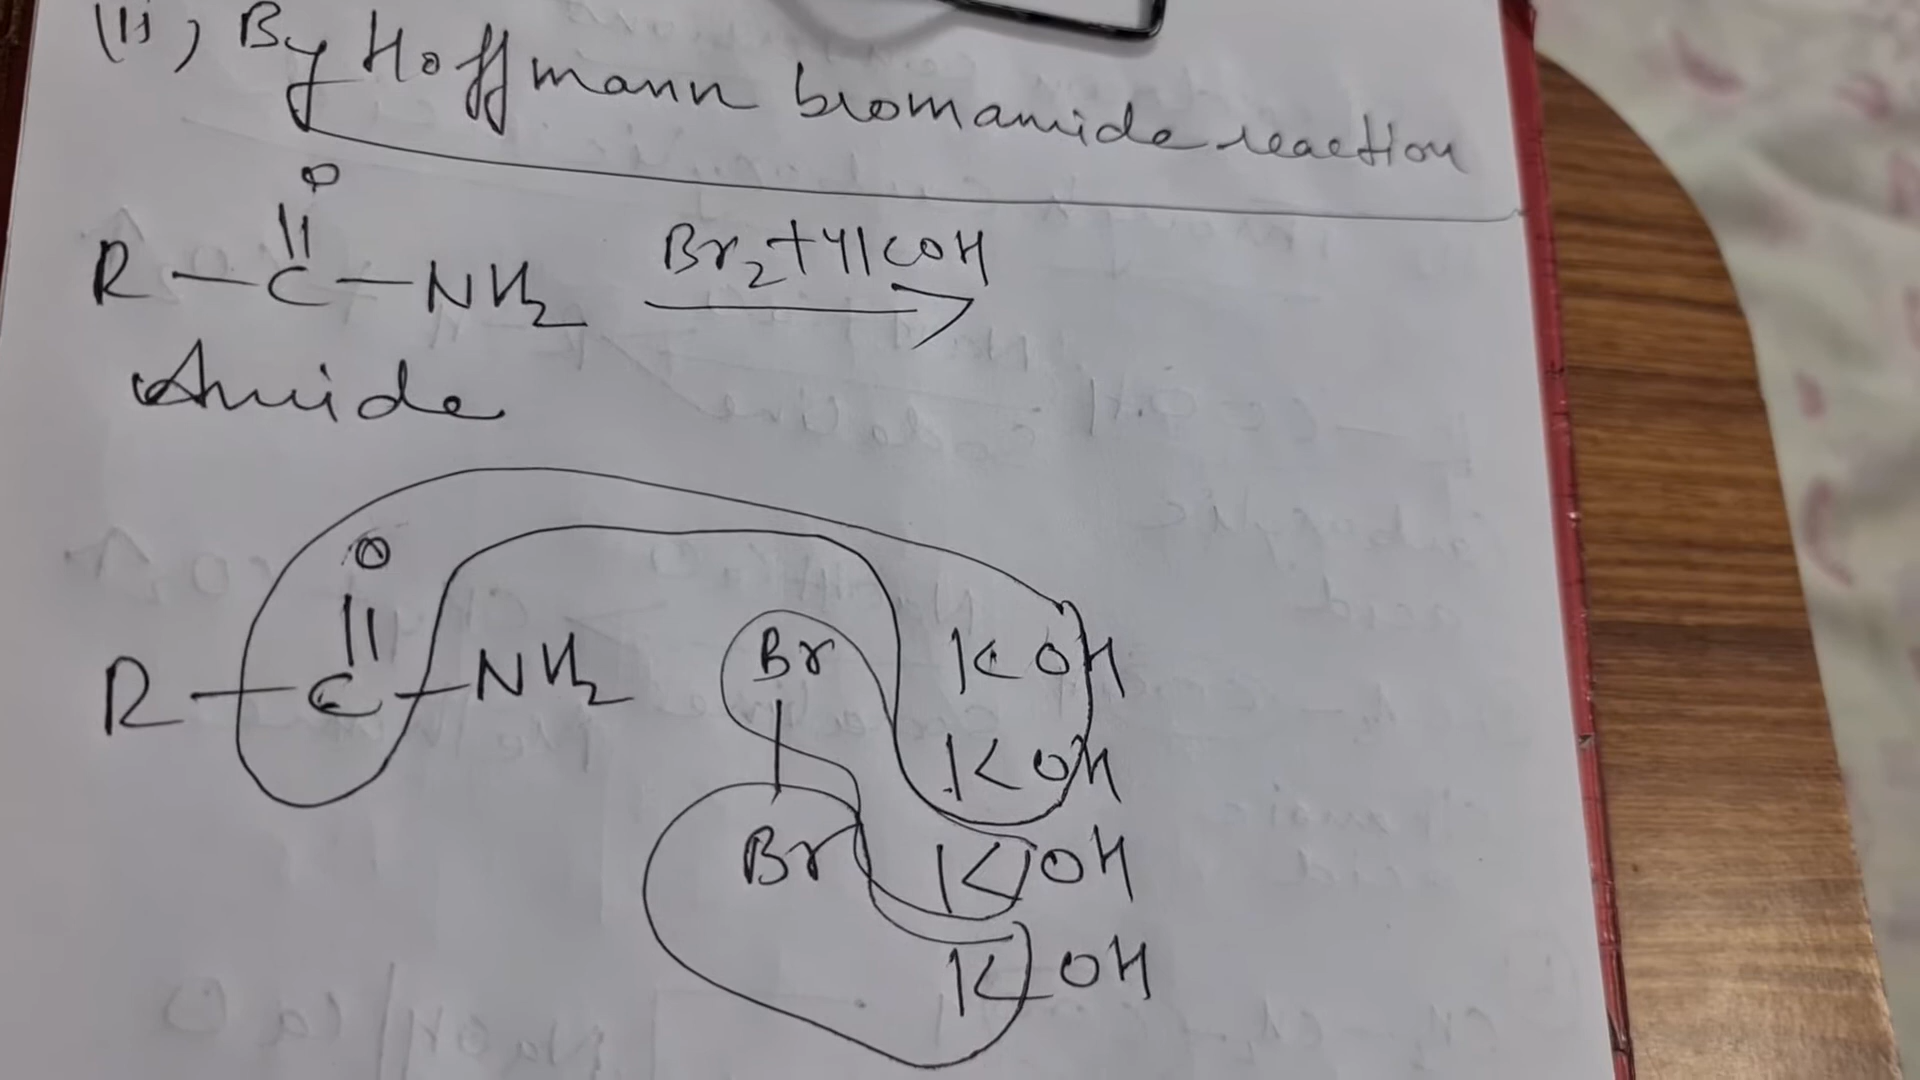 (ii) By Hoffmann bromamide reaction
O
||
R — C — NH2 Br2 + 4KOH
Amide
O
||
R — C — NH2 Br KOH
| KOH
Br KOH
KOH